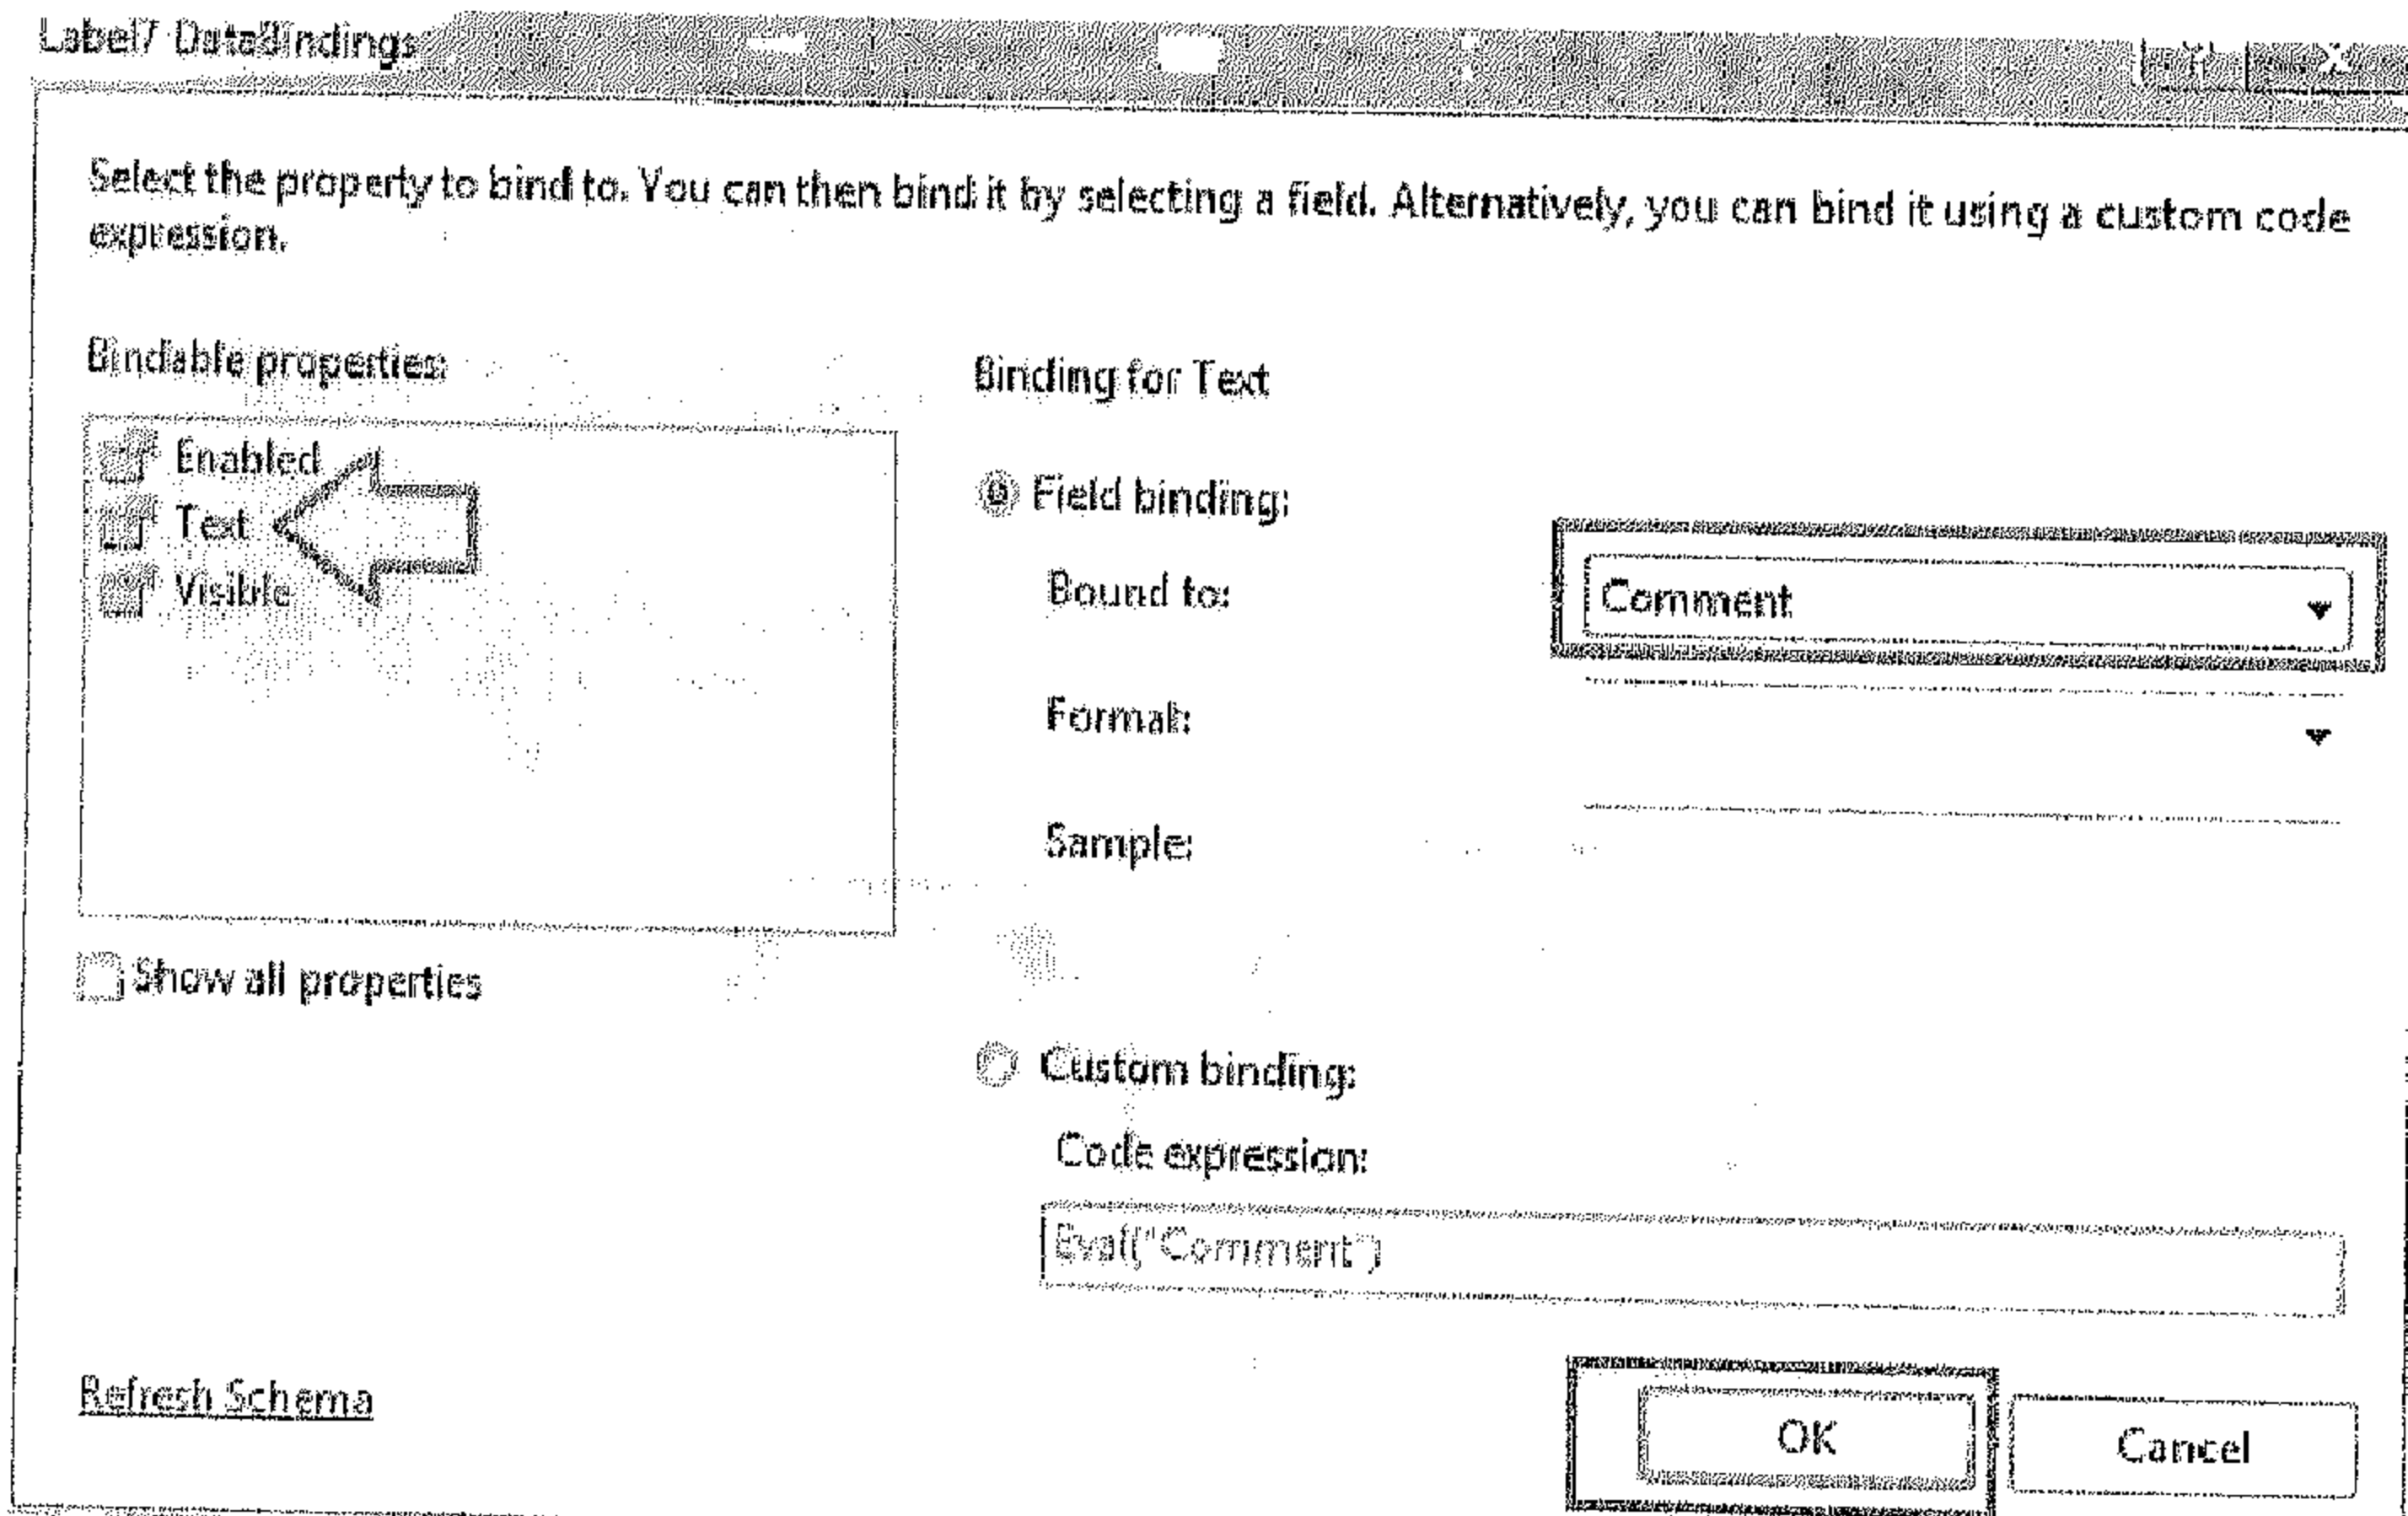 Label7 DataBindings
Select the property to bind to. You can then bind it by selecting a field. Alternatively, you can bind it using a custom code
expression.
Bindable properties:
Enabled
Text
Visible
Show all properties
Binding for Text
Field binding:
Bound to:
Comment
Format:
Sample:
Custom binding:
Code expression:
Eval("Comment")
Refresh Schema
OK
Cancel